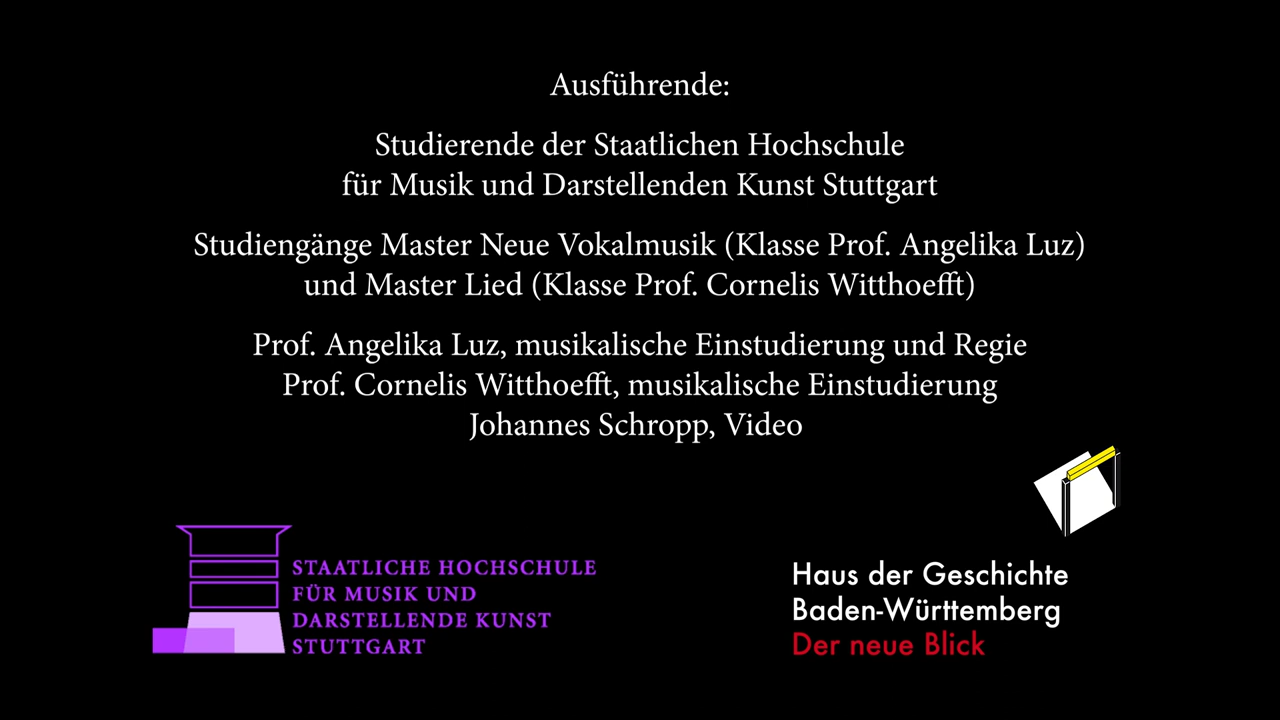 Ausführende:
Studierende der Staatlichen Hochschule
für Musik und Darstellenden Kunst Stuttgart
Studiengänge Master Neue Vokalmusik (Klasse Prof. Angelika Luz)
und Master Lied (Klasse Prof. Cornelis Witthoefft)
Prof. Angelika Luz, musikalische Einstudierung und Regie
Prof. Cornelis Witthoefft, musikalische Einstudierung
Johannes Schropp, Video
STAATLICHE HOCHSCHULE
FÜR MUSIK UND
DARSTELLENDE KUNST
STUTTGART
Haus der Geschichte
Baden-Württemberg
Der neue Blick